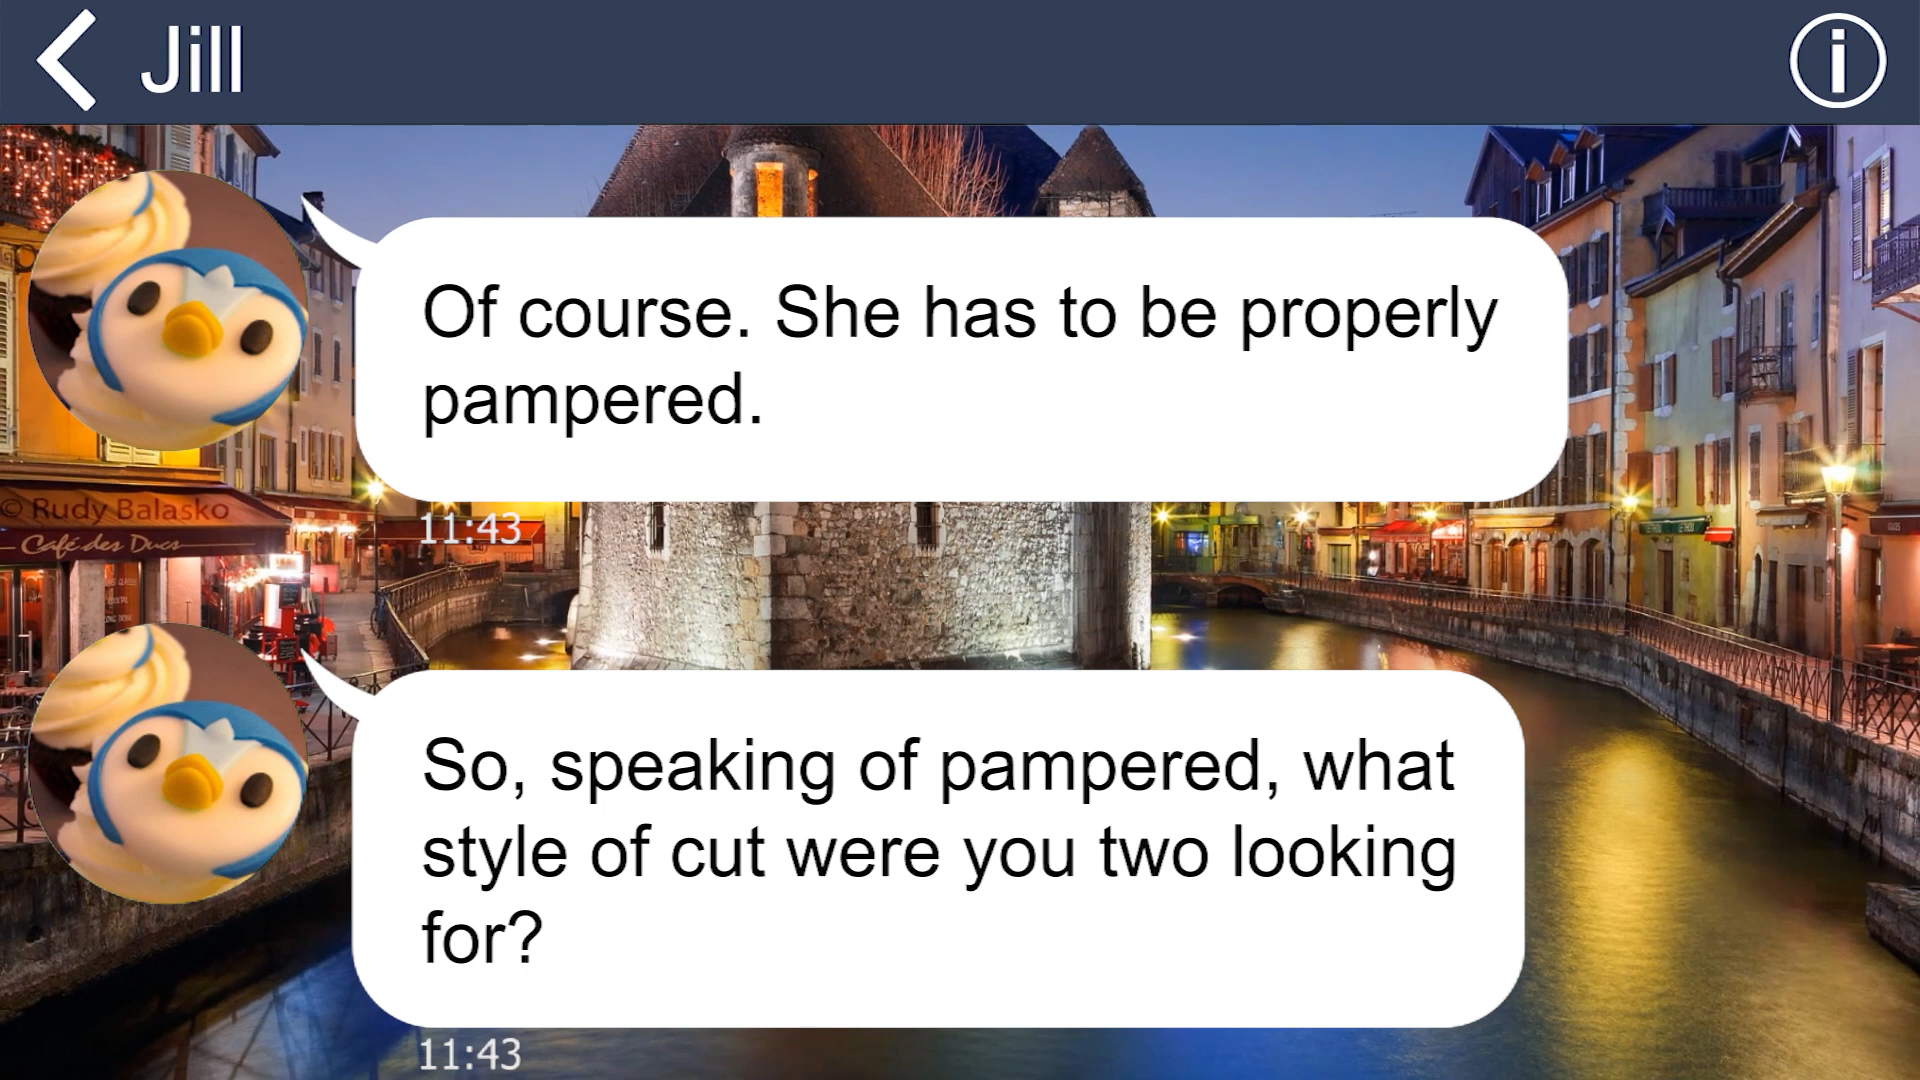 Jill
Of course. She has to be properly
pampered.
© Rudy Balasko
11:43
Café des Ducs
So, speaking of pampered, what
style of cut were you two looking
for?
11:43